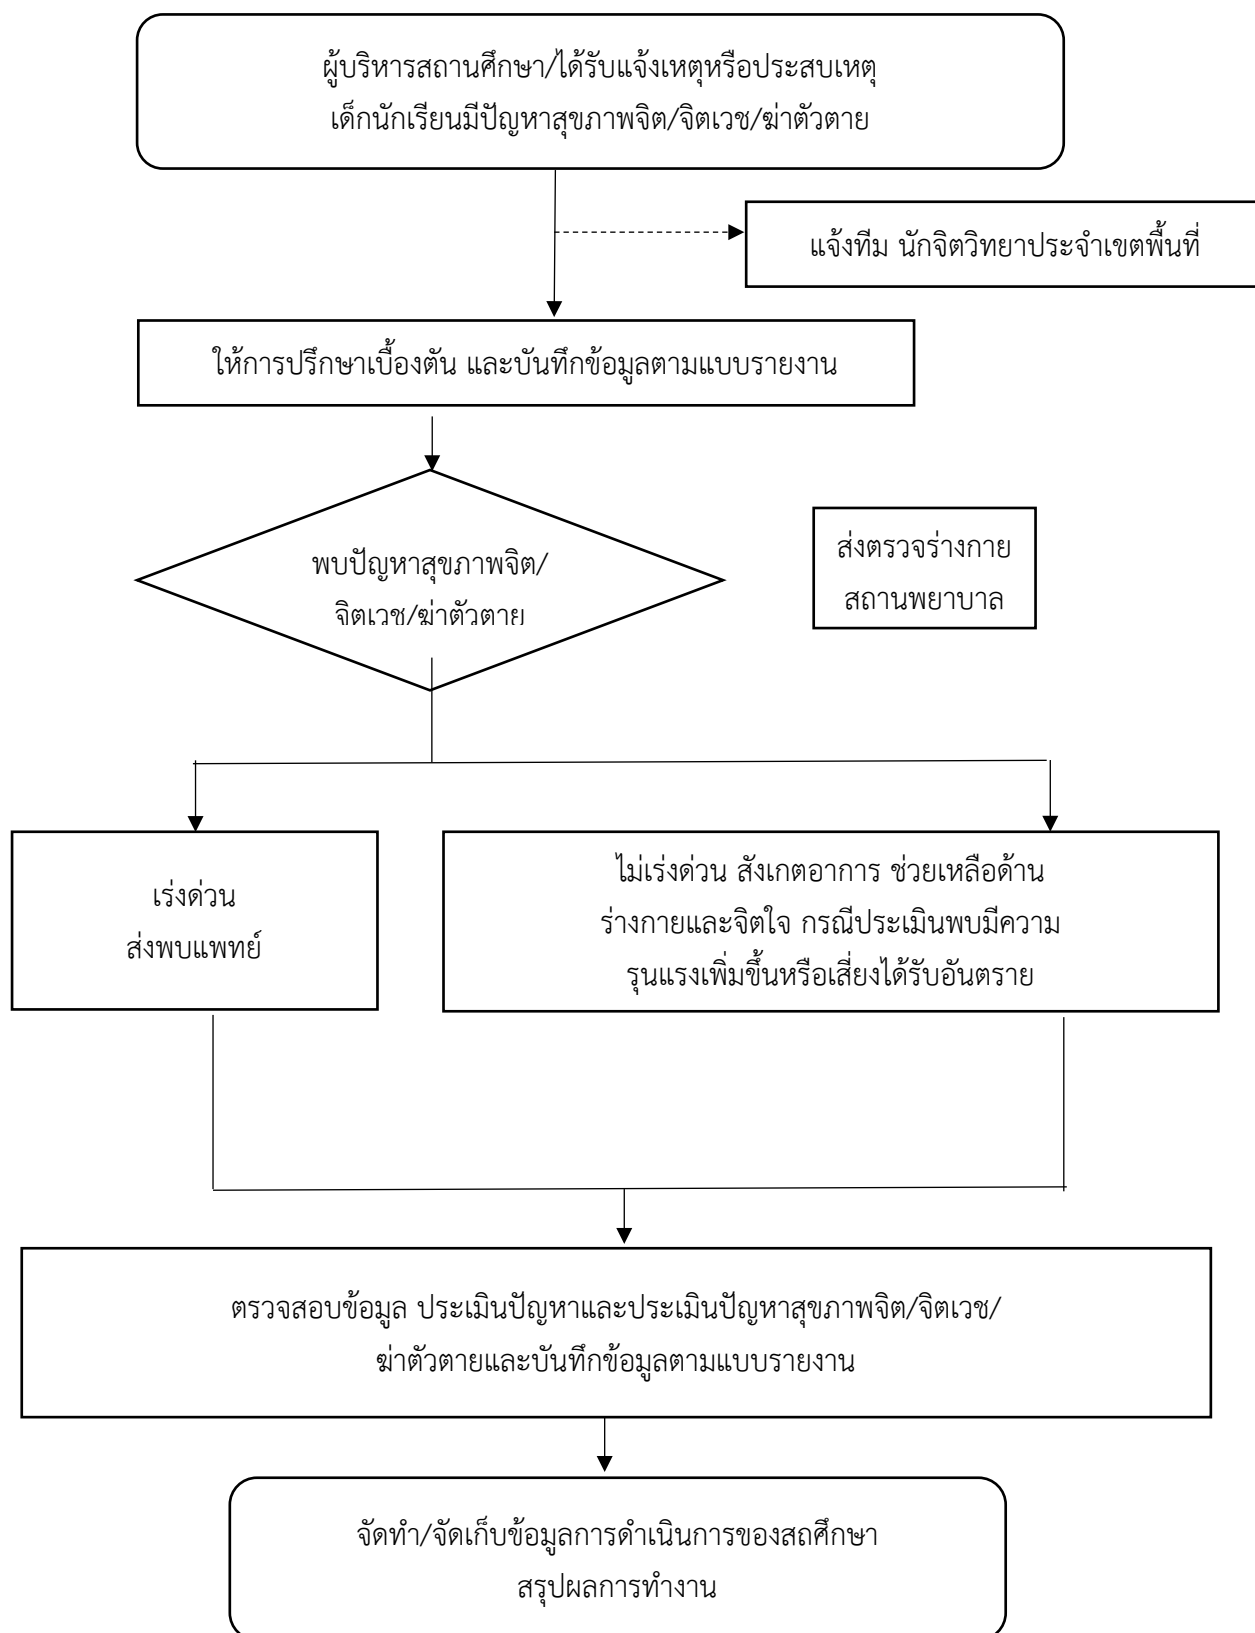 ผู้บริหารสถานศึกษา/ได้รับแจ้งเหตุหรือประสบเหตุ
เด็กนักเรียนมีปัญหาสุขภาพจิต/จิตเวช/ฆ่าตัวตาย
แจ้งทีม นักจิตวิทยาประจำเขตพื้นที่
ให้การปรึกษาเบื้องตัน และบันทึกข้อมูลตามแบบรายงาน
พบปัญหาสุขภาพจิต/
จิตเวช/ฆ่าตัวตาย
ส่งตรวจร่างกาย
สถานพยาบาล
เร่งด่วน
ส่งพบแพทย์
ไม่เร่งด่วน สังเกตอาการ ช่วยเหลือด้าน
ร่างกายและจิตใจ กรณีประเมินพบมีความ
รุนแรงเพิ่มขึ้นหรือเสี่ยงได้รับอันตราย
ตรวจสอบข้อมูล ประเมินปัญหาและประเมินปัญหาสุขภาพจิต/จิตเวช/
ฆ่าตัวตายและบันทึกข้อมูลตามแบบรายงาน
จัดทำ/จัดเก็บข้อมูลการดำเนินการของสถศึกษา
สรุปผลการทำงาน